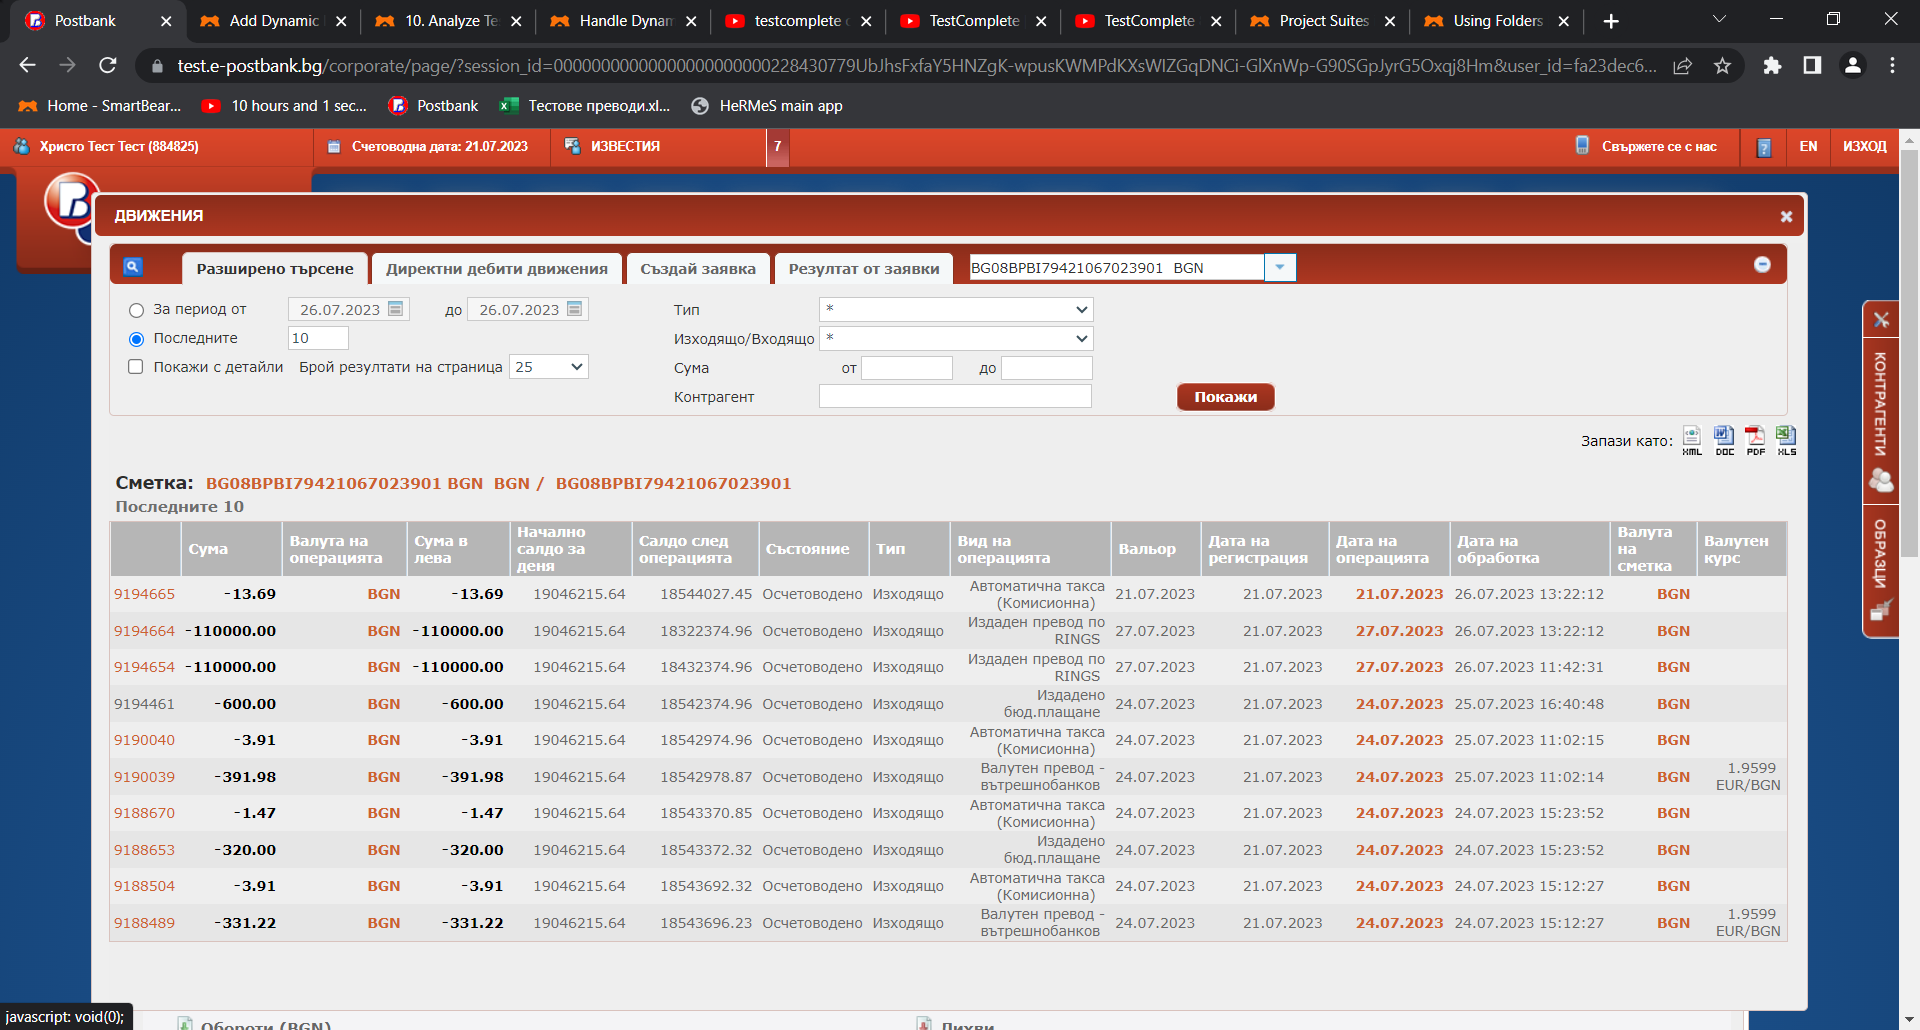 Postbank
Add Dynamic
10. Analyze Te
Handle Dynam
testcomplete
TestComplete
TestComplete
Project Suites
Using Folders
test.e-postbank.bg/corporate/page/?session_id=00000000000000000000000228430779UbJhsFxfaY5HNZgK-wpusKWMPdKXsWIZGqDNCi-GlXnWp-G90SGpJyrG5Oxqj8Hm&user_id=fa23dec6...
Home - SmartBear...
10 hours and 1 sec...
Postbank
Тестове преводи.xl...
HeRMeS main app
Христо Тест Тест (884825)
Счетоводна дата: 21.07.2023
ИЗВЕСТИЯ
7
Свържете се с нас
EN
ИЗХОД
ДВИЖЕНИЯ
Разширено търсене
Директни дебити движения
Създай заявка
Резултат от заявки
BG08BPBI79421067023901 BGN
За период от 26.07.2023 до 26.07.2023
Тип *
Последните 10
Изходящо/Входящо *
Покажи с детайли Брой резултати на страница 25
Сума от до
Контрагент
Покажи
КОНТРАГЕНТИ
ОБРАЗЦИ
Запази като: XML DOC PDF XLS
Сметка: BG08BPBI79421067023901 BGN BGN / BG08BPBI79421067023901
Последните 10
Сума
Валута на операцията
Сума в лева
Начално салдо за деня
Салдо след операцията
Състояние
Тип
Вид на операцията
Вальор
Дата на регистрация
Дата на операцията
Дата на обработка
Валута на сметка
Валутен курс
9194665 -13.69 BGN -13.69 19046215.64 18544027.45 Осчетоводено Изходящо Автоматична такса (Комисионна) 21.07.2023 21.07.2023 21.07.2023 26.07.2023 13:22:12 BGN
9194664 -110000.00 BGN -110000.00 19046215.64 18322374.96 Осчетоводено Изходящо Издаден превод по RINGS 27.07.2023 21.07.2023 27.07.2023 26.07.2023 13:22:12 BGN
9194654 -110000.00 BGN -110000.00 19046215.64 18432374.96 Осчетоводено Изходящо Издаден превод по RINGS 27.07.2023 21.07.2023 27.07.2023 26.07.2023 11:42:31 BGN
9194461 -600.00 BGN -600.00 19046215.64 18542374.96 Осчетоводено Изходящо Издадено бюд.плащане 24.07.2023 21.07.2023 24.07.2023 25.07.2023 16:40:48 BGN
9190040 -3.91 BGN -3.91 19046215.64 18542974.96 Осчетоводено Изходящо Автоматична такса (Комисионна) 24.07.2023 21.07.2023 24.07.2023 25.07.2023 11:02:15 BGN
9190039 -391.98 BGN -391.98 19046215.64 18542978.87 Осчетоводено Изходящо Валутен превод - вътрешнобанков 24.07.2023 21.07.2023 24.07.2023 25.07.2023 11:02:14 BGN 1.9599 EUR/BGN
9188670 -1.47 BGN -1.47 19046215.64 18543370.85 Осчетоводено Изходящо Автоматична такса (Комисионна) 24.07.2023 21.07.2023 24.07.2023 24.07.2023 15:23:52 BGN
9188653 -320.00 BGN -320.00 19046215.64 18543372.32 Осчетоводено Изходящо Издадено бюд.плащане 24.07.2023 21.07.2023 24.07.2023 24.07.2023 15:23:52 BGN
9188504 -3.91 BGN -3.91 19046215.64 18543692.32 Осчетоводено Изходящо Автоматична такса (Комисионна) 24.07.2023 21.07.2023 24.07.2023 24.07.2023 15:12:27 BGN
9188489 -331.22 BGN -331.22 19046215.64 18543696.23 Осчетоводено Изходящо Валутен превод - вътрешнобанков 24.07.2023 21.07.2023 24.07.2023 24.07.2023 15:12:27 BGN 1.9599 EUR/BGN
javascript: void(0);
Обороти (BGN)
Лихви